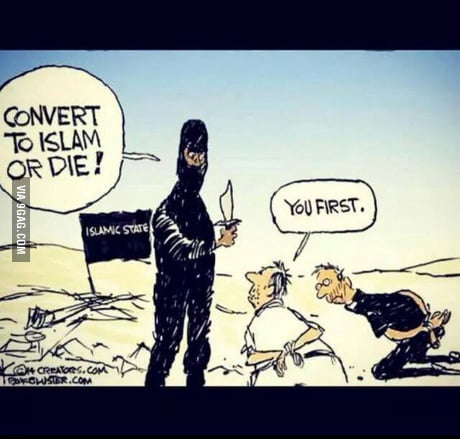 CONVERT
TO ISLAM
OR DIE!
ISLAMIC STATE
YOU FIRST.
VIA 9GAG.COM
CREATORS.COM